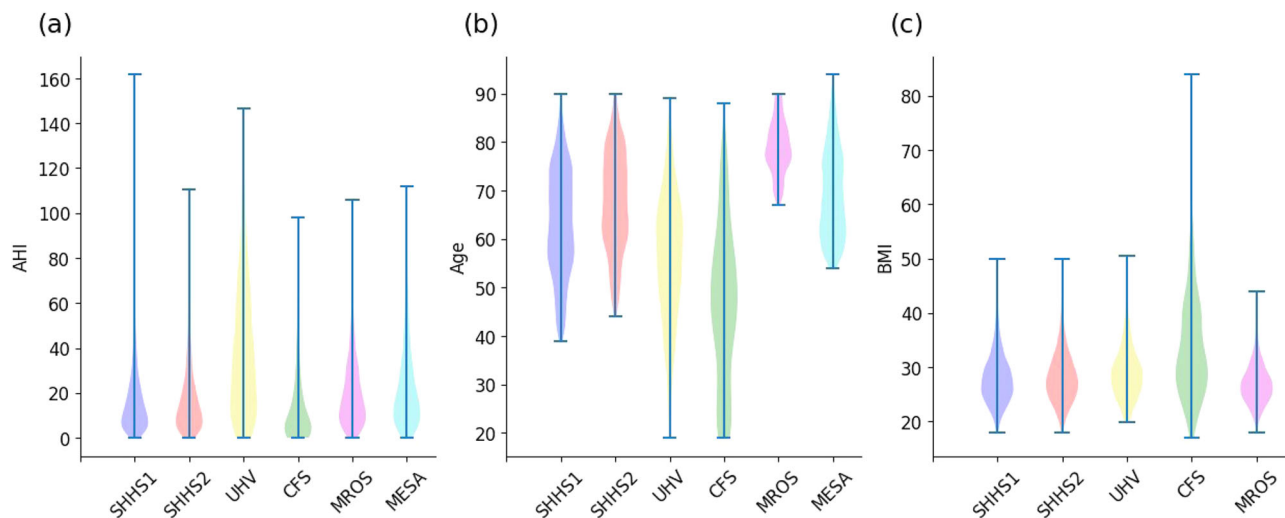 (a)
(b)
(c)
AHI
160
140
120
100
80
60
40
20
0
SHHS1
SHHS2
UHV
CFS
MROS
MESA
Age
90
80
70
60
50
40
30
20
SHHS1
SHHS2
UHV
CFS
MROS
MESA
BMI
80
70
60
50
40
30
20
SHHS1
SHHS2
UHV
CFS
MROS